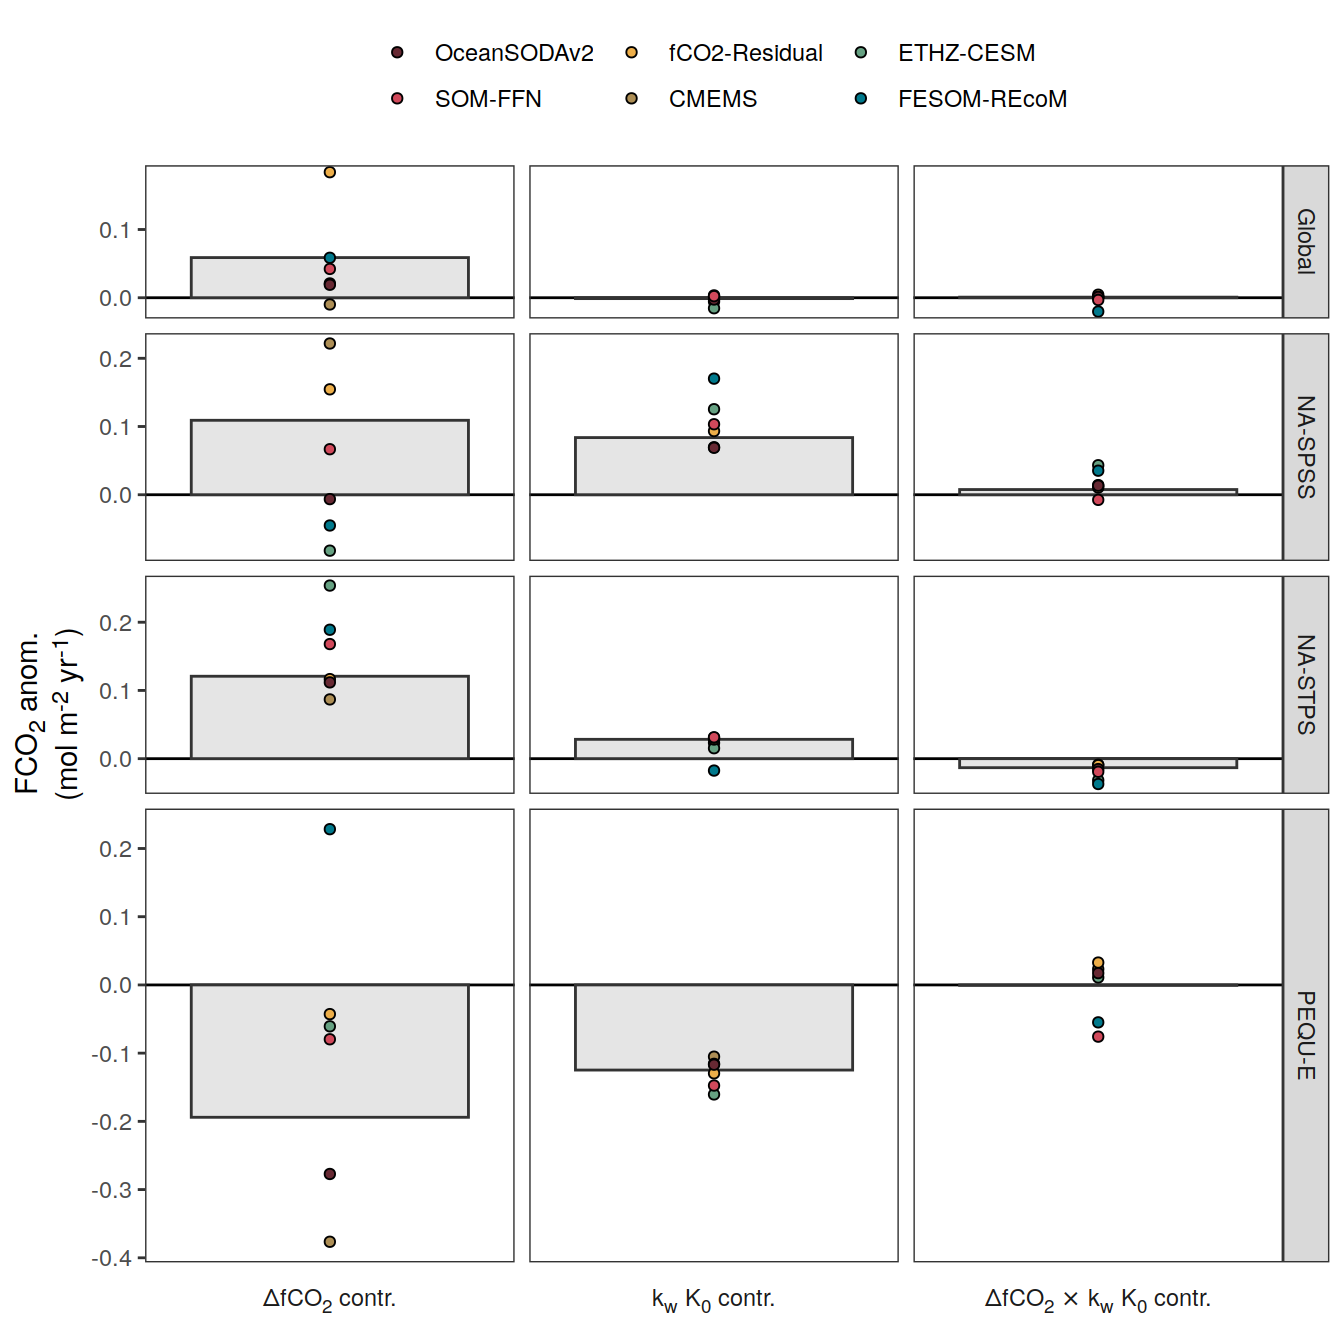 OceanSODAv2 fCO2-Residual ETHZ-CESM
SOM-FFN CMEMS FESOM-REcoM
0.1
0.0
Global
0.2
0.1
0.0
NA-SPSS
0.2
0.1
0.0
NA-STPS
0.2
0.1
0.0
-0.1
-0.2
-0.3
-0.4
PEQU-E
FCO₂ anom.
(mol m⁻² yr⁻¹)
ΔfCO₂ contr. k_w K₀ contr. ΔfCO₂ × k_w K₀ contr.